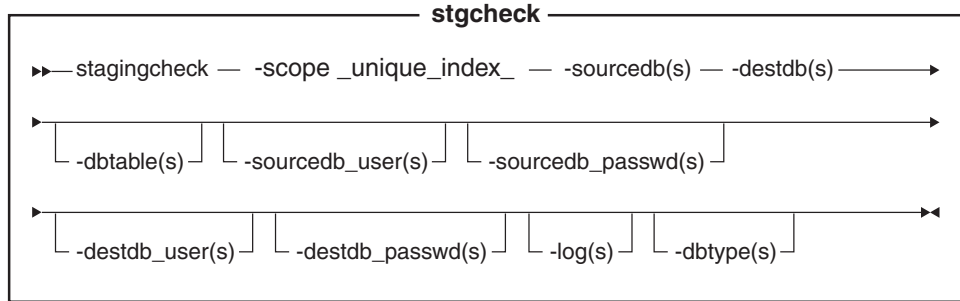 stgcheck
stagingcheck -scope _unique_index_ -sourcedb(s) -destdb(s)
-dbtable(s) -sourcedb_user(s) -sourcedb_passwd(s)
-destdb_user(s) -destdb_passwd(s) -log(s) -dbtype(s)